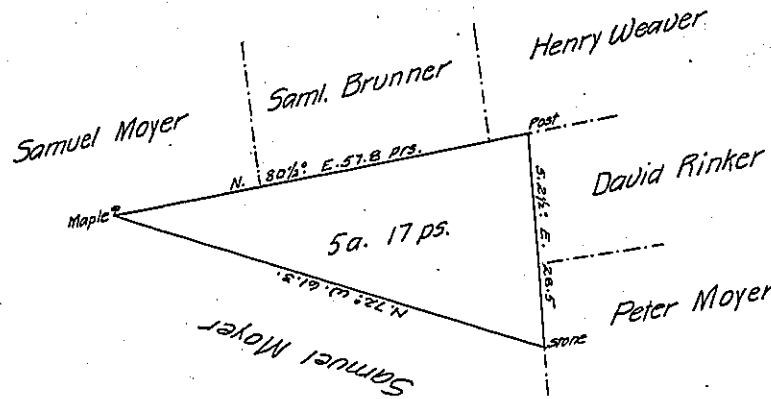 Henry Weaver
Saml. Brunner
Samuel Moyer
Post
N. 80½° E. 57.8 prs.
David Rinker
Maple
5a. 17 ps.
S. 2½° E. 28.5
N. 72° W. 61.3.
Peter Moyer
stone
Samuel Moyer